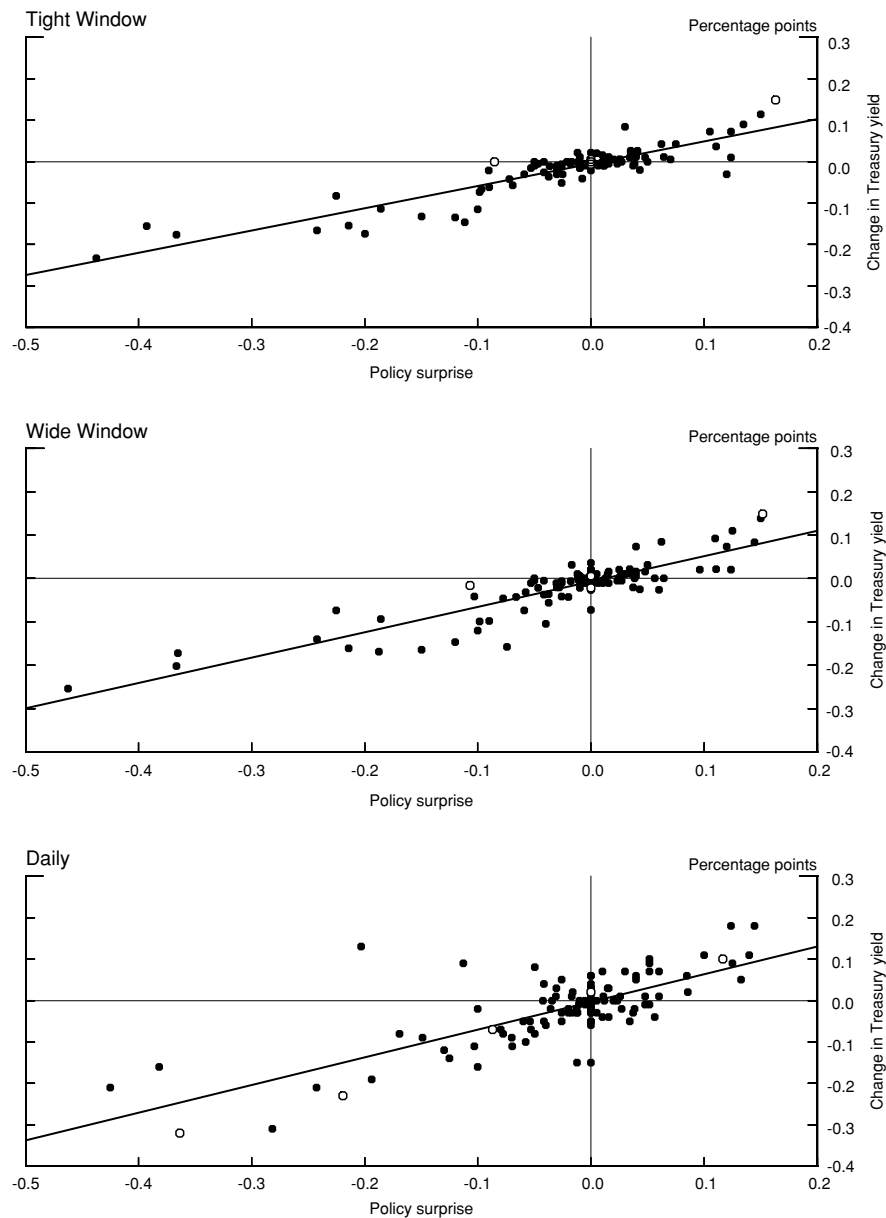 Tight Window
Percentage points
0.3
0.2
0.1
0.0
-0.1
-0.2
-0.3
-0.4
Change in Treasury yield
-0.5 -0.4 -0.3 -0.2 -0.1 0.0 0.1 0.2
Policy surprise
Wide Window
Percentage points
0.3
0.2
0.1
0.0
-0.1
-0.2
-0.3
-0.4
Change in Treasury yield
-0.5 -0.4 -0.3 -0.2 -0.1 0.0 0.1 0.2
Policy surprise
Daily
Percentage points
0.3
0.2
0.1
0.0
-0.1
-0.2
-0.3
-0.4
Change in Treasury yield
-0.5 -0.4 -0.3 -0.2 -0.1 0.0 0.1 0.2
Policy surprise